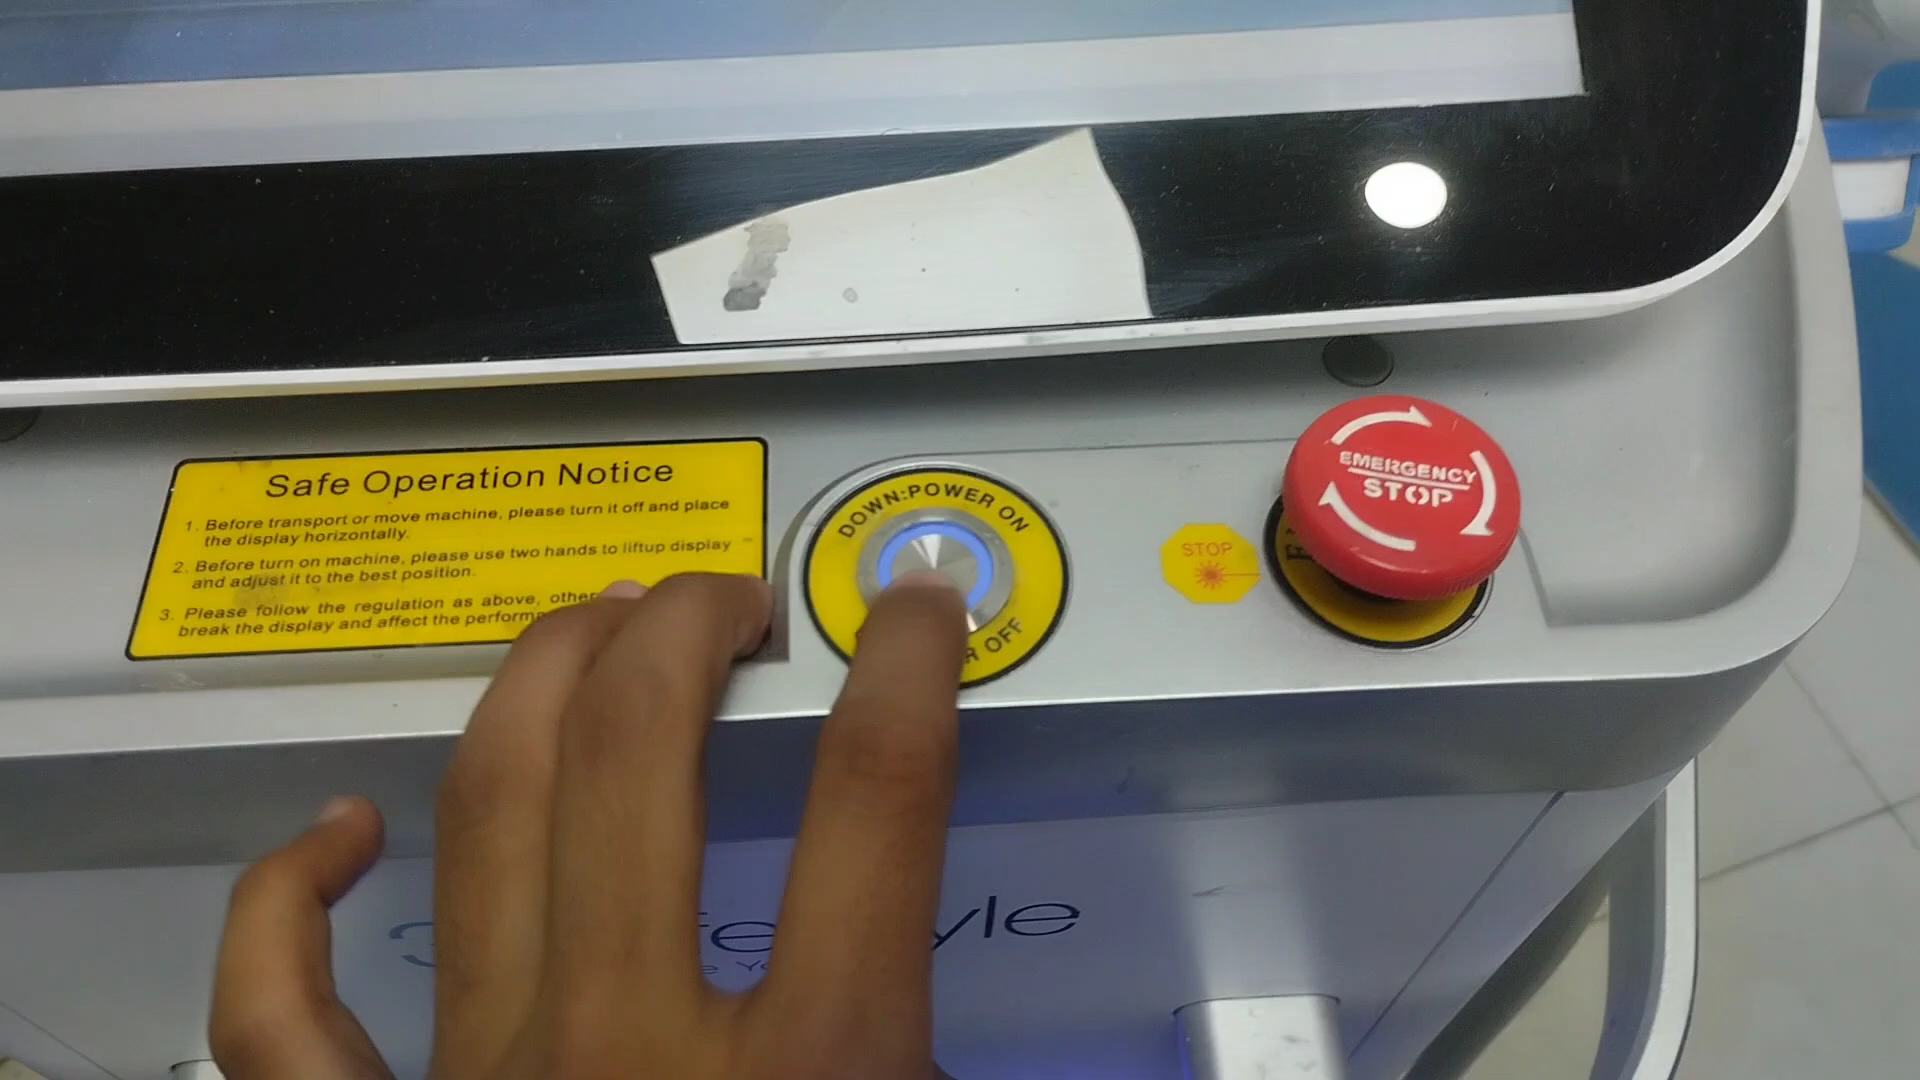 Safe Operation Notice
1. Before transport or move machine, please turn it off and place
the display horizontally.
2. Before turn on machine, please use two hands to liftup display
and adjust it to the best position.
3. Please follow the regulation as above,
break the display and affect the
DOWN:POWER ON
OFF
STOP
EMERGENCY
STOP